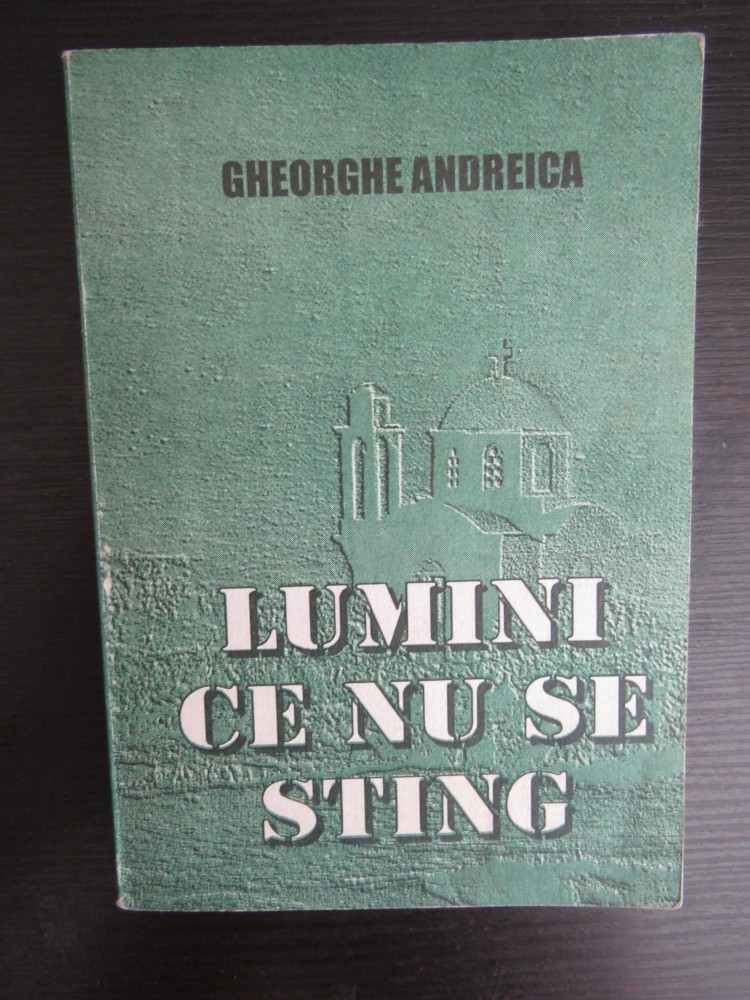 GHEORGHE ANDREICA
LUMINI
CE NU SE
STING